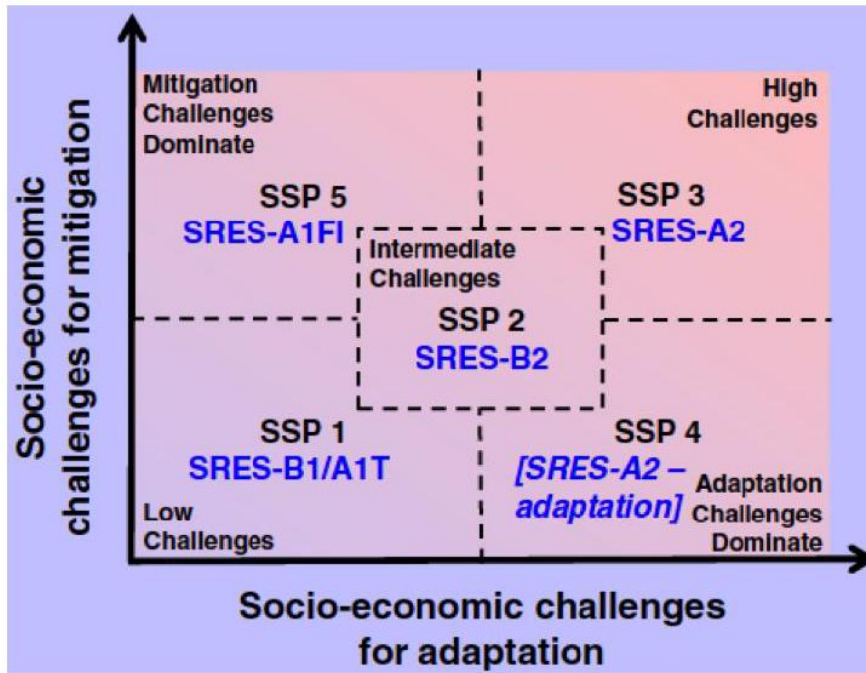 Socio-economic
challenges for mitigation
Mitigation
Challenges
Dominate
High
Challenges
SSP 5
SRES-A1FI
SSP 3
SRES-A2
Intermediate
Challenges
SSP 2
SRES-B2
SSP 1
SRES-B1/A1T
Low
Challenges
SSP 4
[SRES-A2 –
adaptation]
Adaptation
Challenges
Dominate
Socio-economic challenges
for adaptation